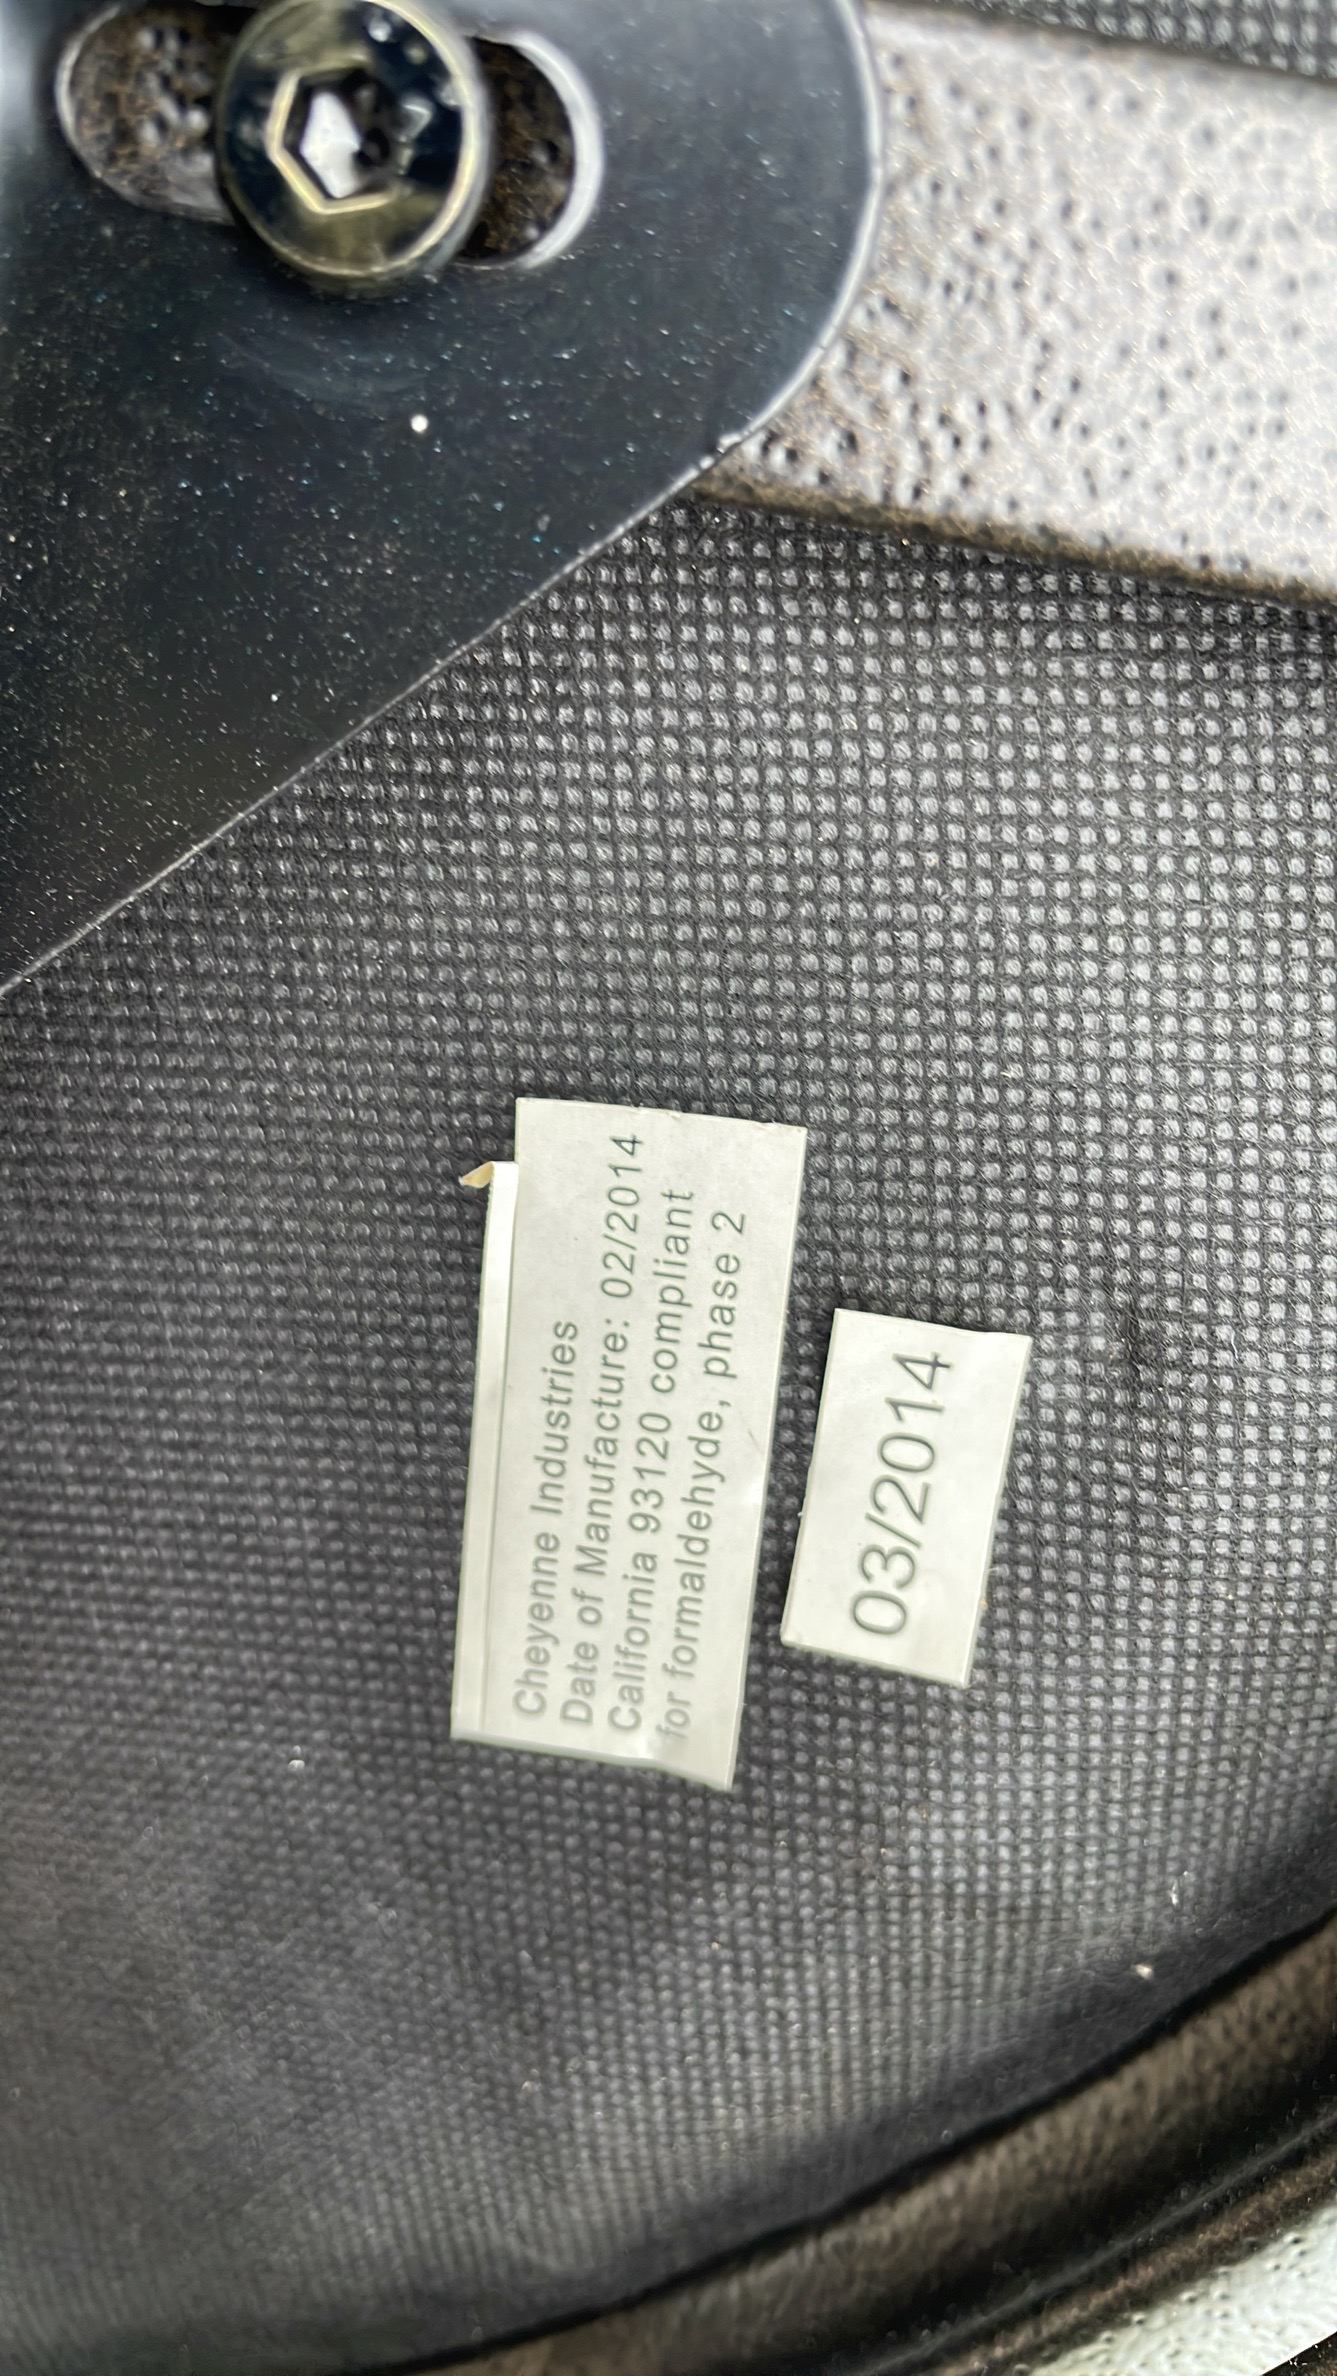 Cheyenne Industries
Date of Manufacture: 02/2014
California 93120 compliant
for formaldehyde, phase 2
03/2014